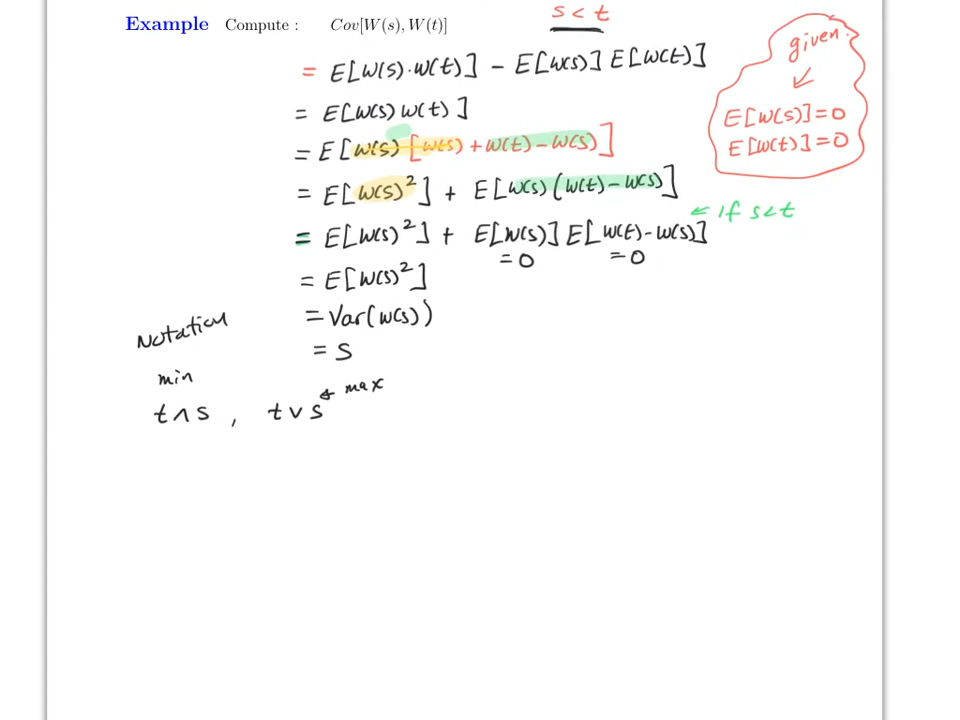 s < t
Example Compute : Cov[W(s), W(t)]
given:
= E[W(s)·W(t)] - E[W(s)] E[W(t)]
= E[W(s) W(t)]
E[W(s)] = 0
= E[W(s) [W(s) + W(t) - W(s)]
E[W(t)] = 0
= E[W(s)²] + E[W(s) (W(t) - W(s)]
← If s<t
= E[W(s)²] + E[W(s)] E[W(t) - W(s)]
= 0 = 0
= E[W(s)²]
= Var(W(s))
Notation
= s
min
← max
t ∧ s , t ∨ s